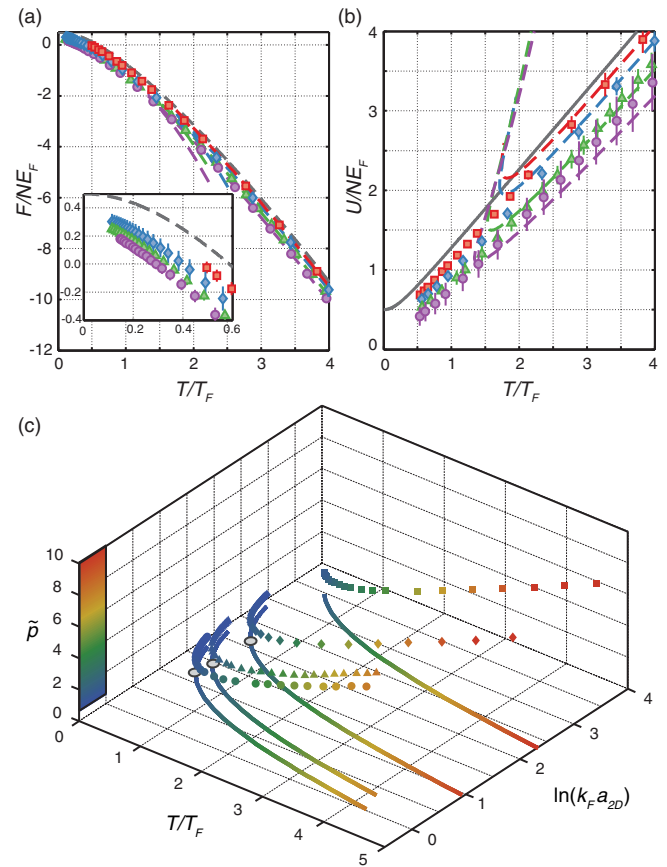 (a)
(b)
0
-2
-4
-6
-8
-10
-12
F/NE_F
0.4
0.2
0.0
-0.2
-0.4
0 0.2 0.4 0.6
0 1 2 3 4
T/T_F
4
3
2
1
0
U/NE_F
0 1 2 3 4
T/T_F
(c)
10
8
6
4
2
0
p̃
0
1
2
3
4
5
T/T_F
0
1
2
3
4
ln(k_F a_2D)